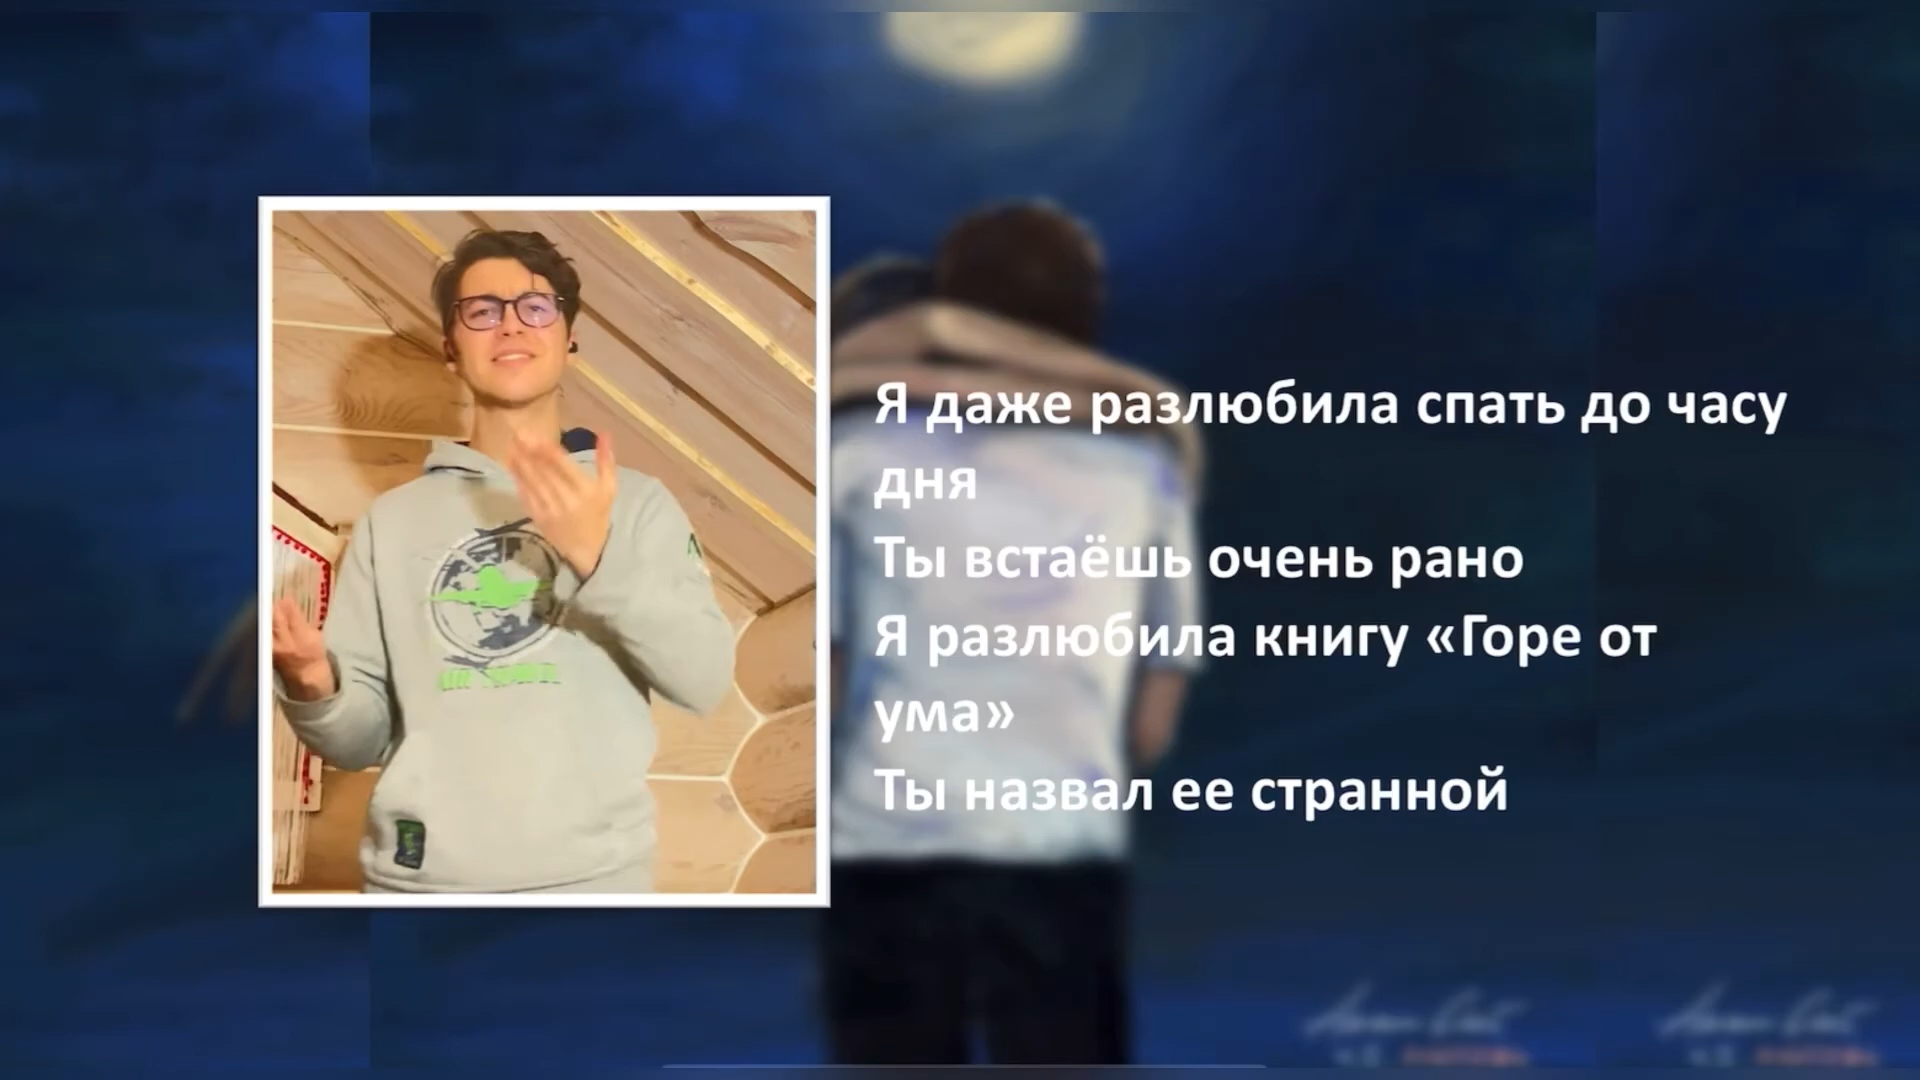 Я даже разлюбила спать до часу
дня
Ты встаёшь очень рано
Я разлюбила книгу «Горе от
ума»
Ты назвал ее странной